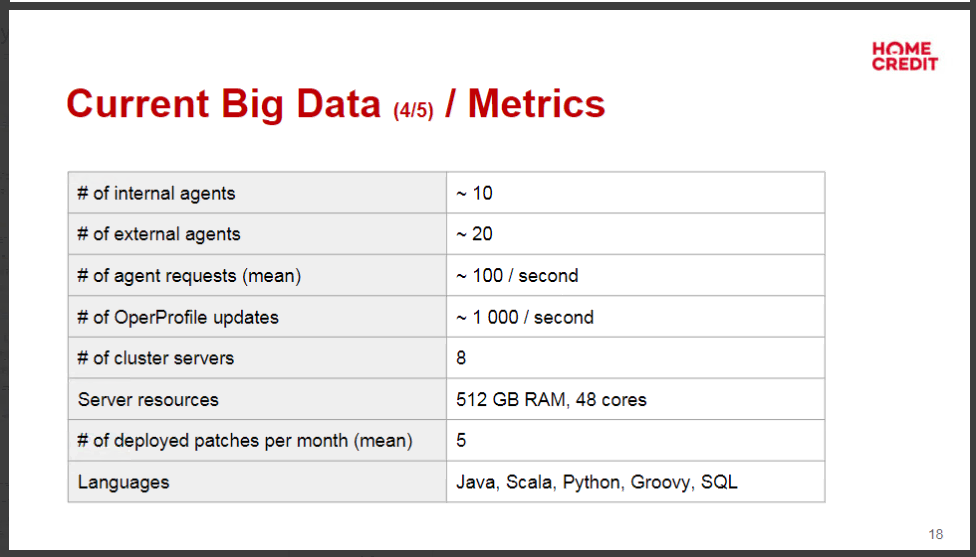 HOME
CREDIT
Current Big Data (4/5) / Metrics
# of internal agents ~ 10
# of external agents ~ 20
# of agent requests (mean) ~ 100 / second
# of OperProfile updates ~ 1 000 / second
# of cluster servers 8
Server resources 512 GB RAM, 48 cores
# of deployed patches per month (mean) 5
Languages Java, Scala, Python, Groovy, SQL
18